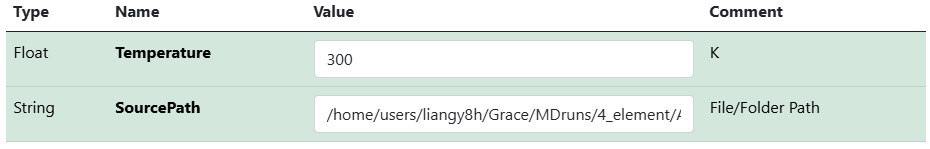 Type Name Value Comment
Float Temperature 300 K
String SourcePath /home/users/liangy8h/Grace/MDruns/4_element/ File/Folder Path